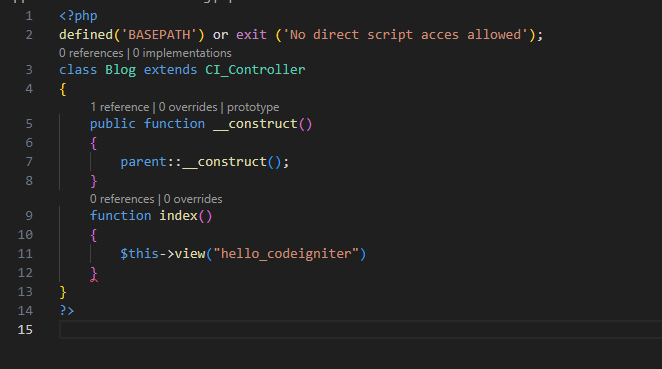 1 <?php
2 defined('BASEPATH') or exit ('No direct script acces allowed');
0 references | 0 implementations
3 class Blog extends CI_Controller
4 {
1 reference | 0 overrides | prototype
5 public function __construct()
6 {
7 parent::__construct();
8 }
0 references | 0 overrides
9 function index()
10 {
11 $this->view("hello_codeigniter")
12 }
13 }
14 ?>
15